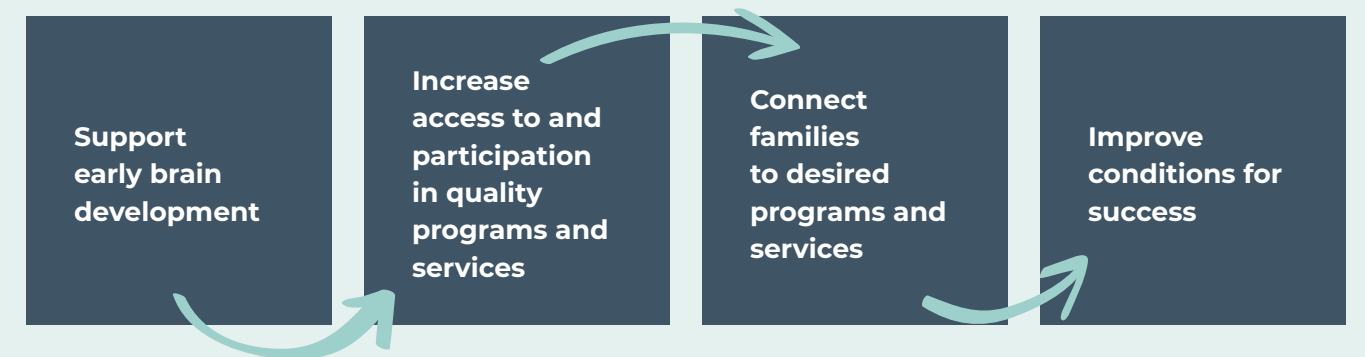 Support
early brain
development
Increase
access to and
participation
in quality
programs and
services
Connect
families
to desired
programs and
services
Improve
conditions for
success